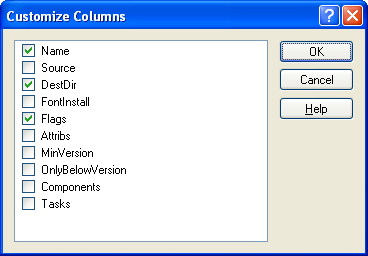 Customize Columns
Name
Source
DestDir
FontInstall
Flags
Attribs
MinVersion
OnlyBelowVersion
Components
Tasks
OK
Cancel
Help